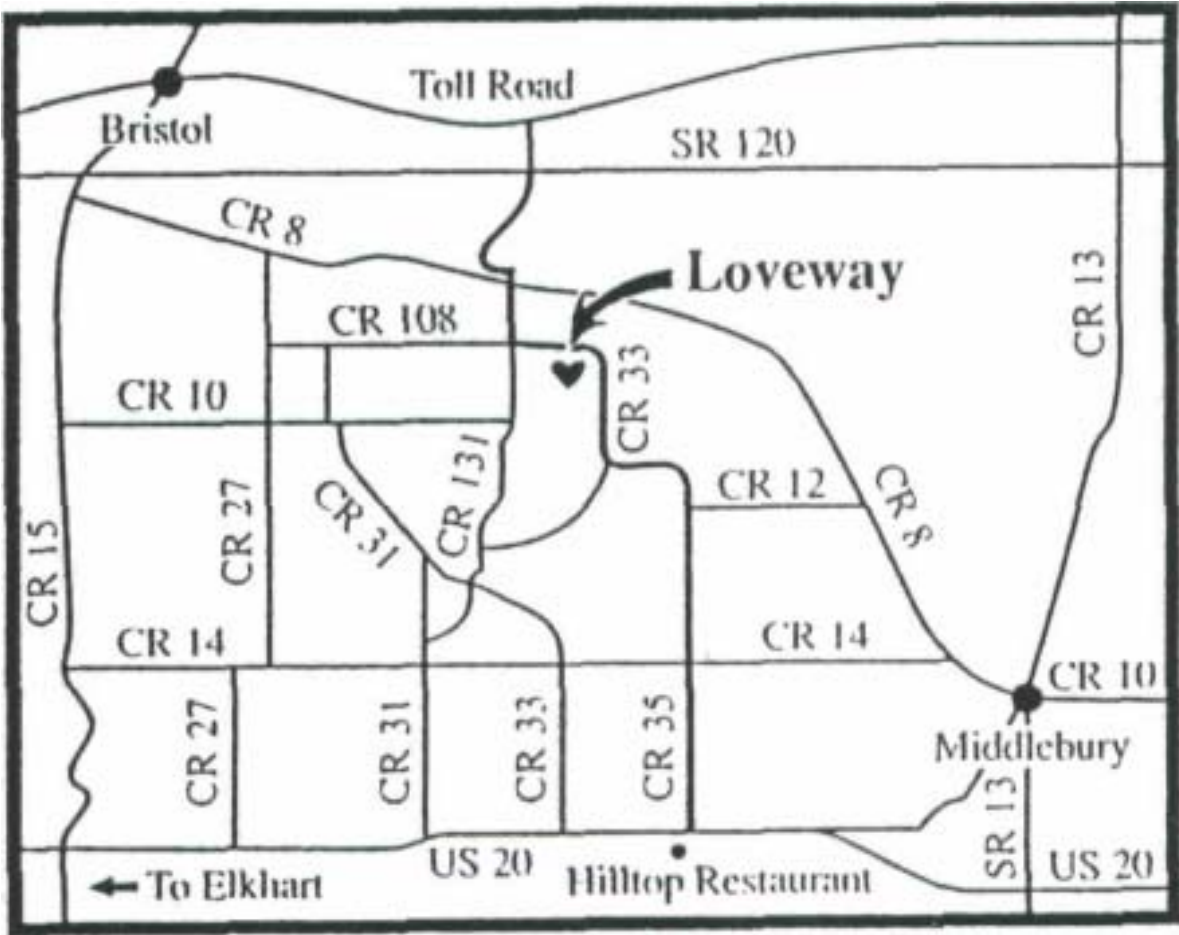 Toll Road
Bristol
SR 120
CR 8
Loveway
CR 13
CR 108
CR 33
CR 10
CR 131
CR 12
CR 27
CR 31
CR 8
CR 15
CR 14
CR 14
CR 10
CR 27
CR 31
CR 33
CR 35
Middlebury
SR 13
US 20
US 20
To Elkhart
Hilltop Restaurant